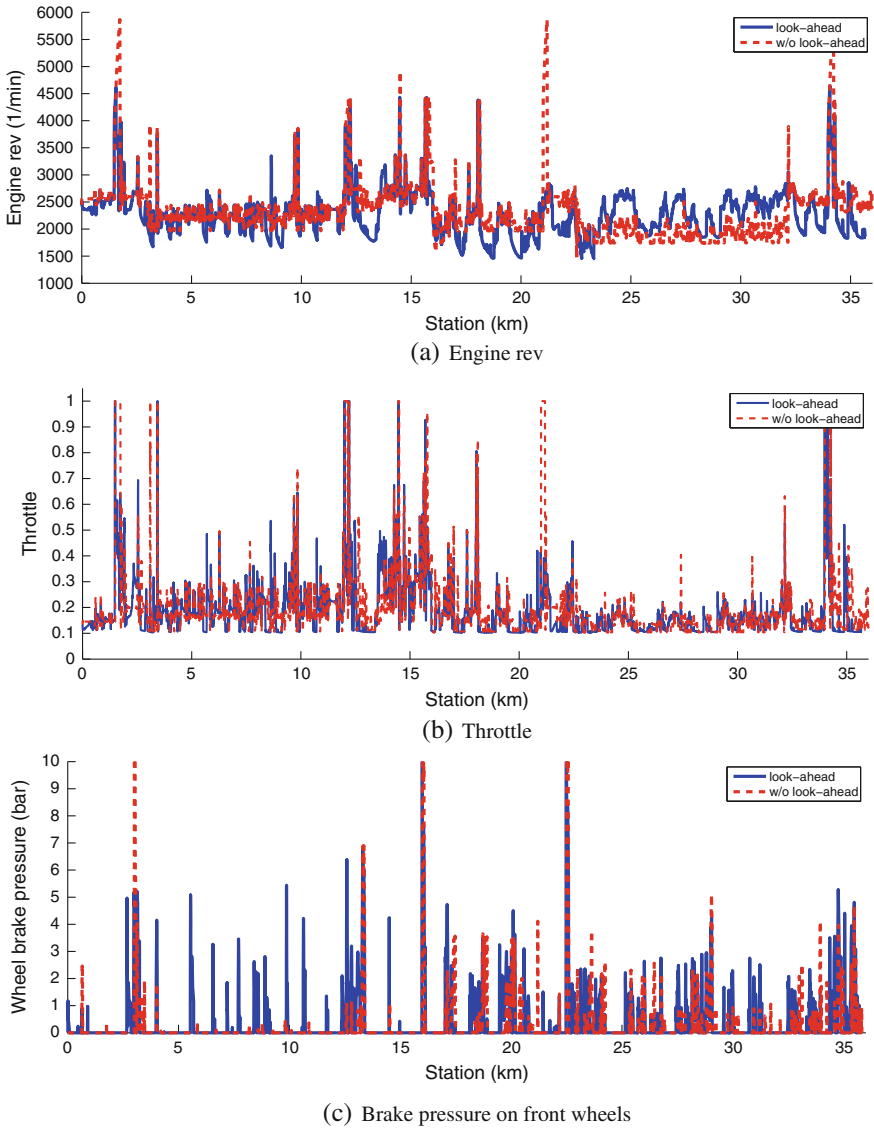 6000
5500
5000
4500
4000
3500
3000
2500
2000
1500
1000
Engine rev (1/min)
look-ahead
w/o look-ahead
0 5 10 15 20 25 30 35
Station (km)
(a) Engine rev
1
0.9
0.8
0.7
0.6
0.5
0.4
0.3
0.2
0.1
0
Throttle
look-ahead
w/o look-ahead
0 5 10 15 20 25 30 35
Station (km)
(b) Throttle
10
9
8
7
6
5
4
3
2
1
0
Wheel brake pressure (bar)
look-ahead
w/o look-ahead
0 5 10 15 20 25 30 35
Station (km)
(c) Brake pressure on front wheels